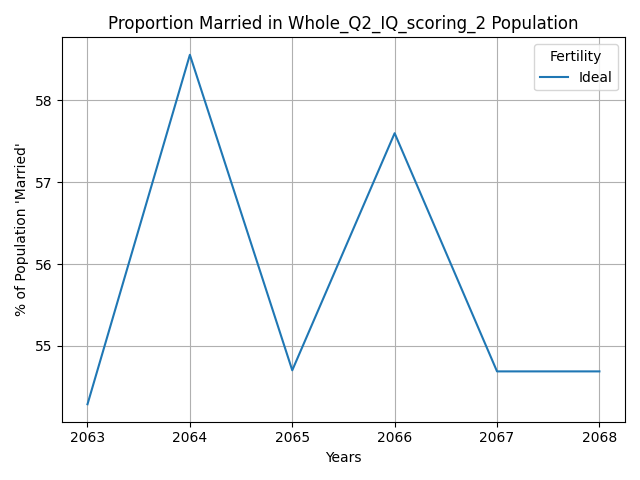 Proportion Married in Whole_Q2_IQ_scoring_2 Population
Fertility
Ideal
% of Population 'Married'
58
57
56
55
2063 2064 2065 2066 2067 2068
Years